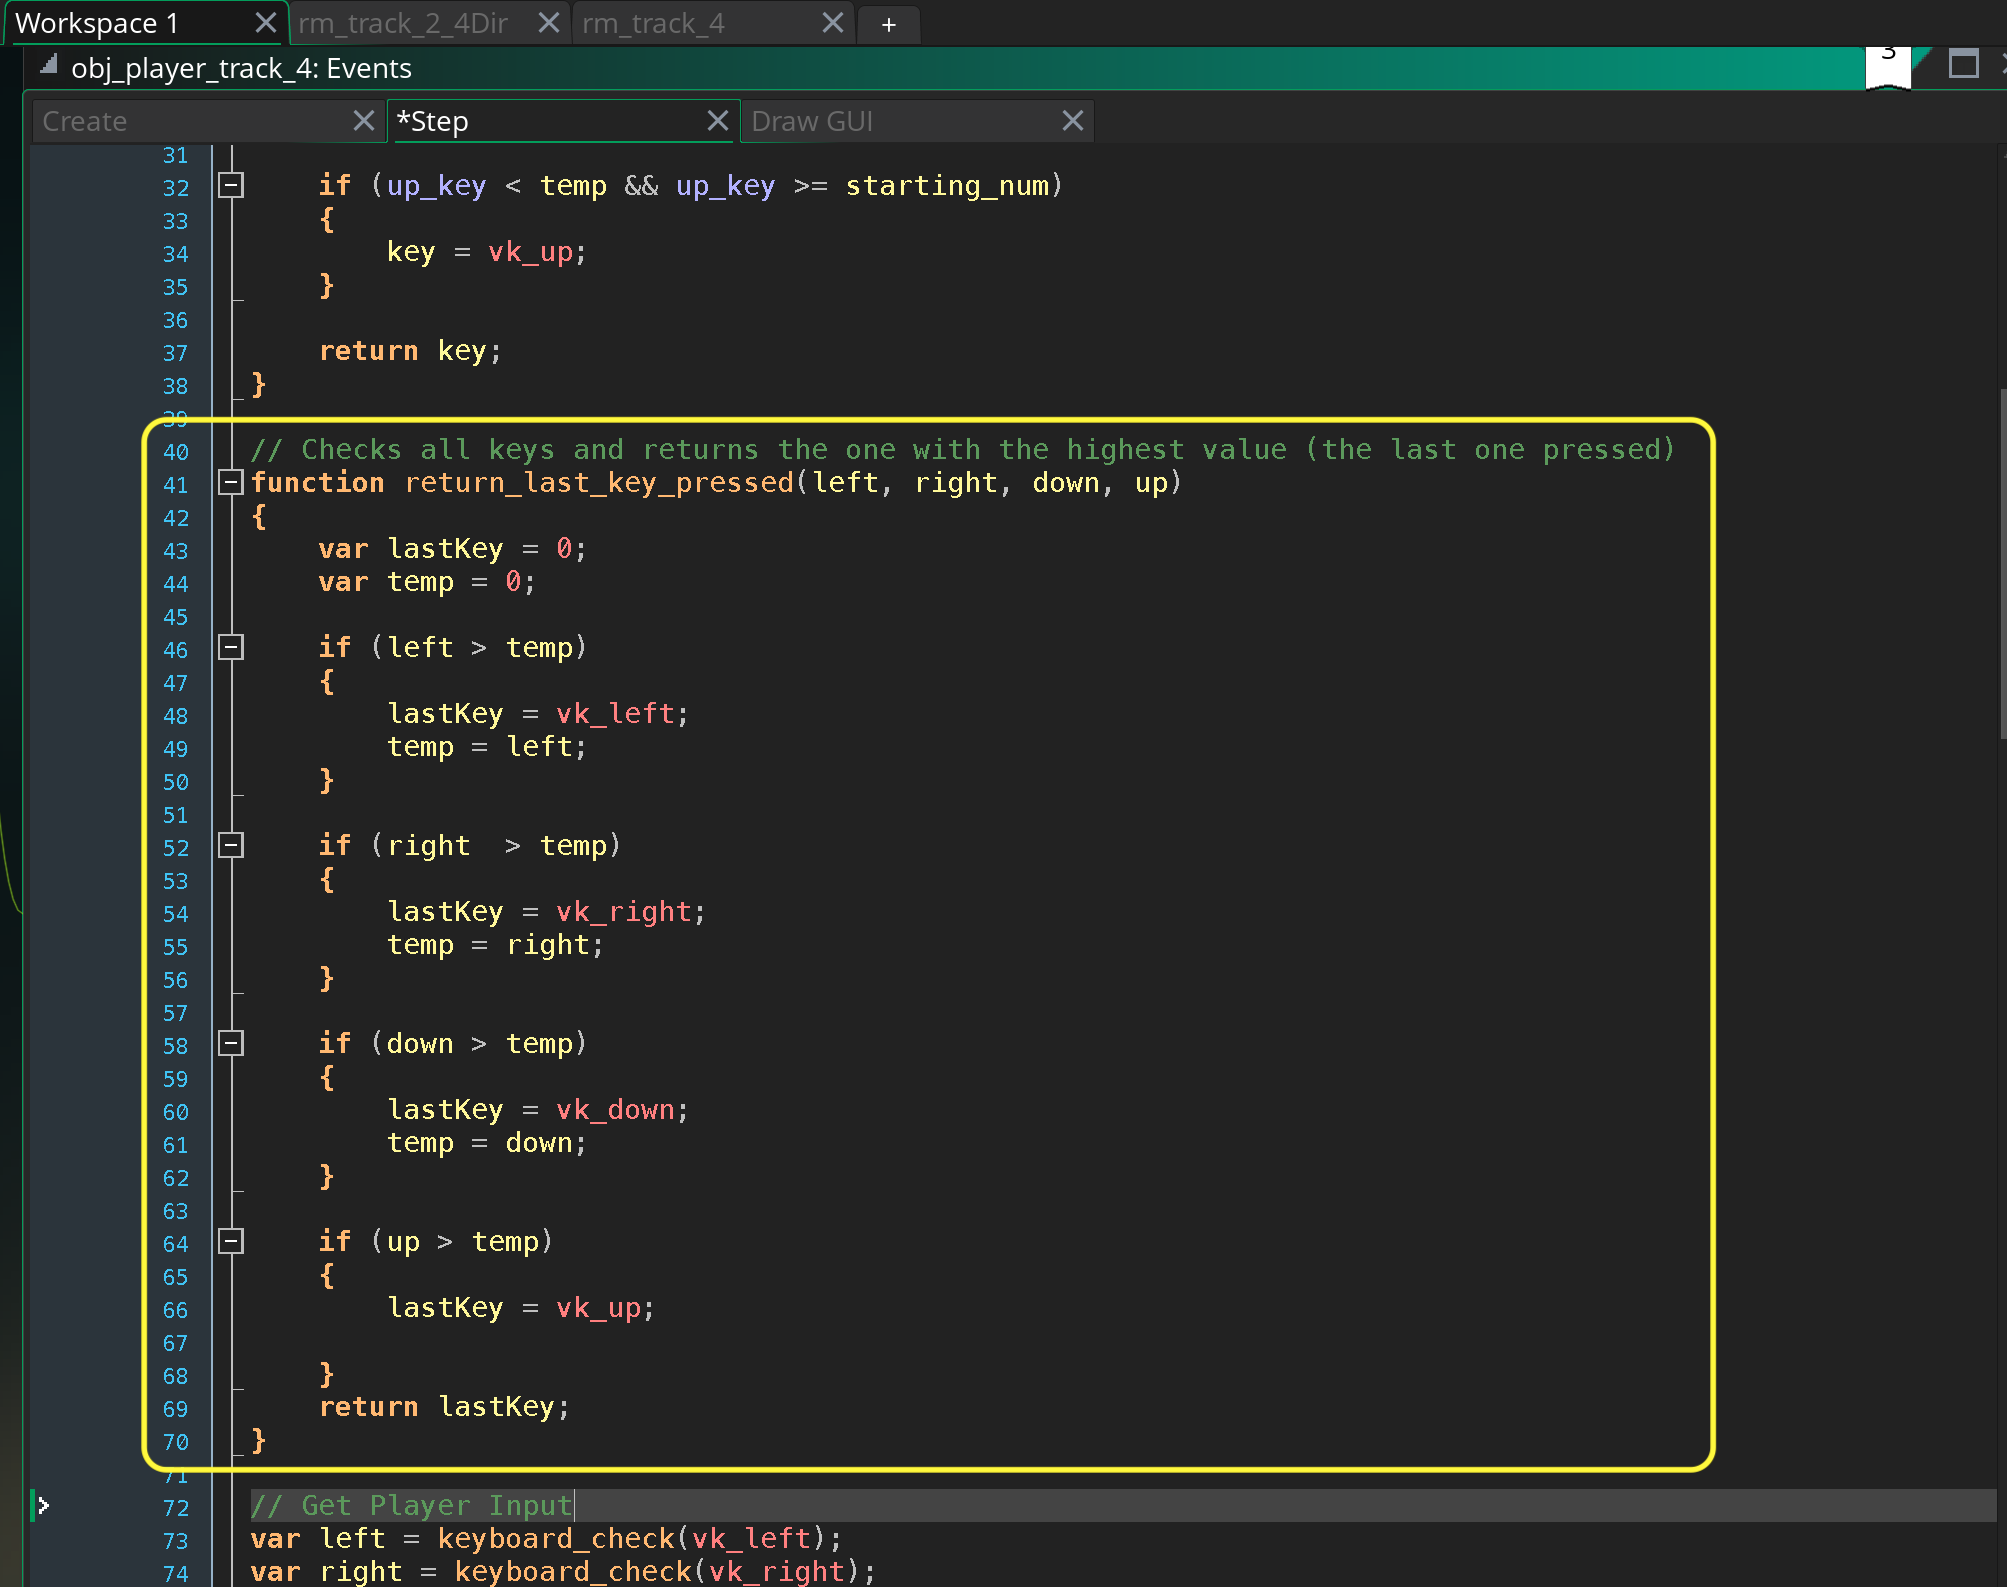 Workspace 1 rm_track_2_4Dir rm_track_4 +
obj_player_track_4: Events 3
Create *Step Draw GUI
31
32 if (up_key < temp && up_key >= starting_num)
33 {
34 key = vk_up;
35 }
36
37 return key;
38 }
39
40 // Checks all keys and returns the one with the highest value (the last one pressed)
41 function return_last_key_pressed(left, right, down, up)
42 {
43 var lastKey = 0;
44 var temp = 0;
45
46 if (left > temp)
47 {
48 lastKey = vk_left;
49 temp = left;
50 }
51
52 if (right  > temp)
53 {
54 lastKey = vk_right;
55 temp = right;
56 }
57
58 if (down > temp)
59 {
60 lastKey = vk_down;
61 temp = down;
62 }
63
64 if (up > temp)
65 {
66 lastKey = vk_up;
67
68 }
69 return lastKey;
70 }
71
72 // Get Player Input
73 var left = keyboard_check(vk_left);
74 var right = keyboard_check(vk_right);